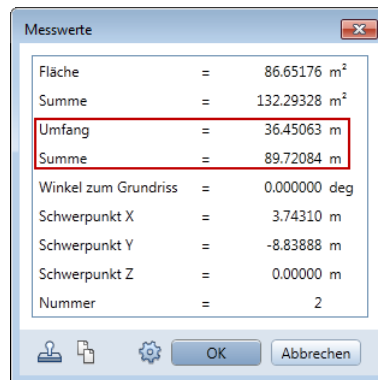 Messwerte
Fläche = 86.65176 m²
Summe = 132.29328 m²
Umfang = 36.45063 m
Summe = 89.72084 m
Winkel zum Grundriss = 0.000000 deg
Schwerpunkt X = 3.74310 m
Schwerpunkt Y = -8.83888 m
Schwerpunkt Z = 0.00000 m
Nummer = 2
OK Abbrechen